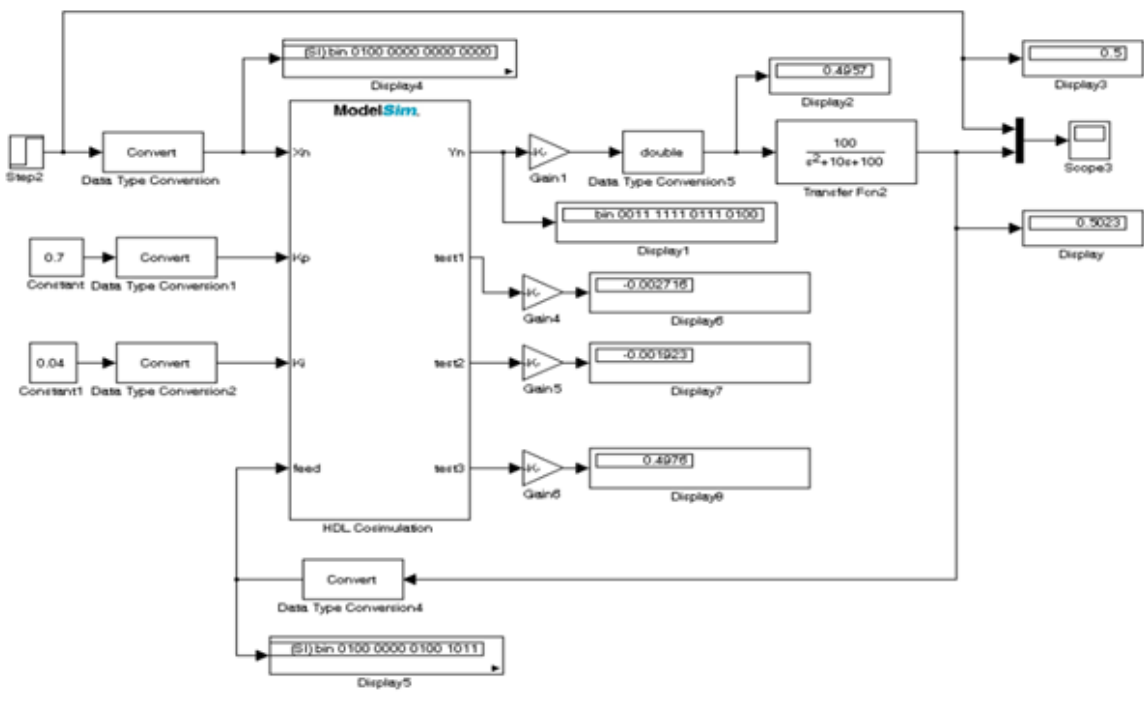 (SI) bin 0100 0000 0000 0000
Display4
0.5
Display3
0.4957
Display2
ModelSim.
Step2
Convert
Data Type Conversion
Xn
Yn
-K-
Gain1
double
Data Type Conversion5
100
s²+10s+100
Transfer Fcn2
Scope3
bin 0011 1111 0111 0100
Display1
0.5023
Display
0.7
Constant
Convert
Data Type Conversion1
Kp
test1
-K-
Gain4
-0.002716
Display6
0.04
Constant1
Convert
Data Type Conversion2
Ki
test2
-K-
Gain5
-0.001923
Display7
feed
test3
-K-
Gain6
0.4976
Display8
HDL Cosimulation
Convert
Data Type Conversion4
(SI) bin 0100 0000 0100 1011
Display5